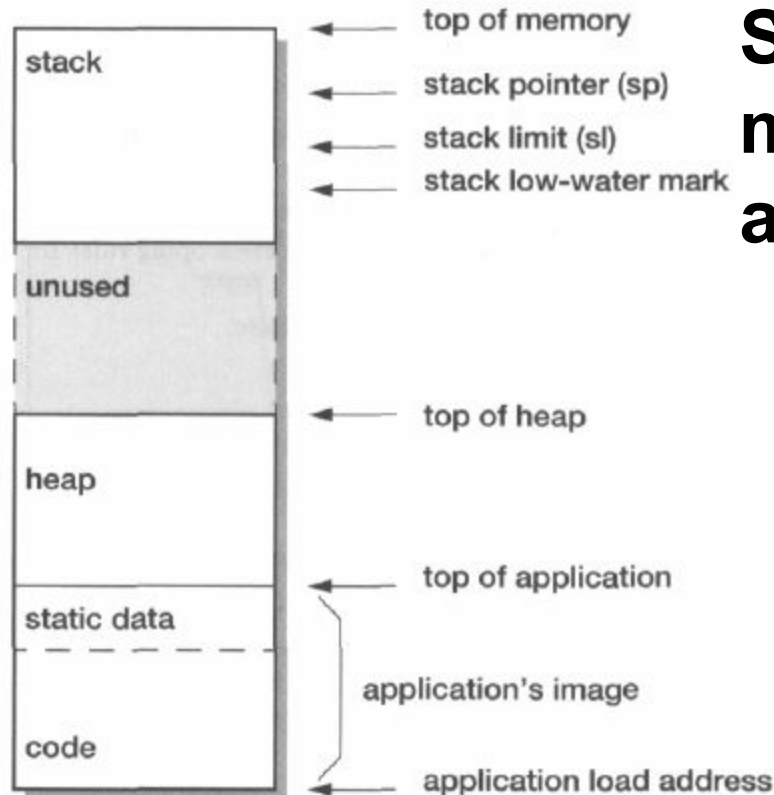 top of memory
stack
stack pointer (sp)
stack limit (sl)
stack low-water mark
unused
top of heap
heap
top of application
static data
application's image
code
application load address
S
n
a